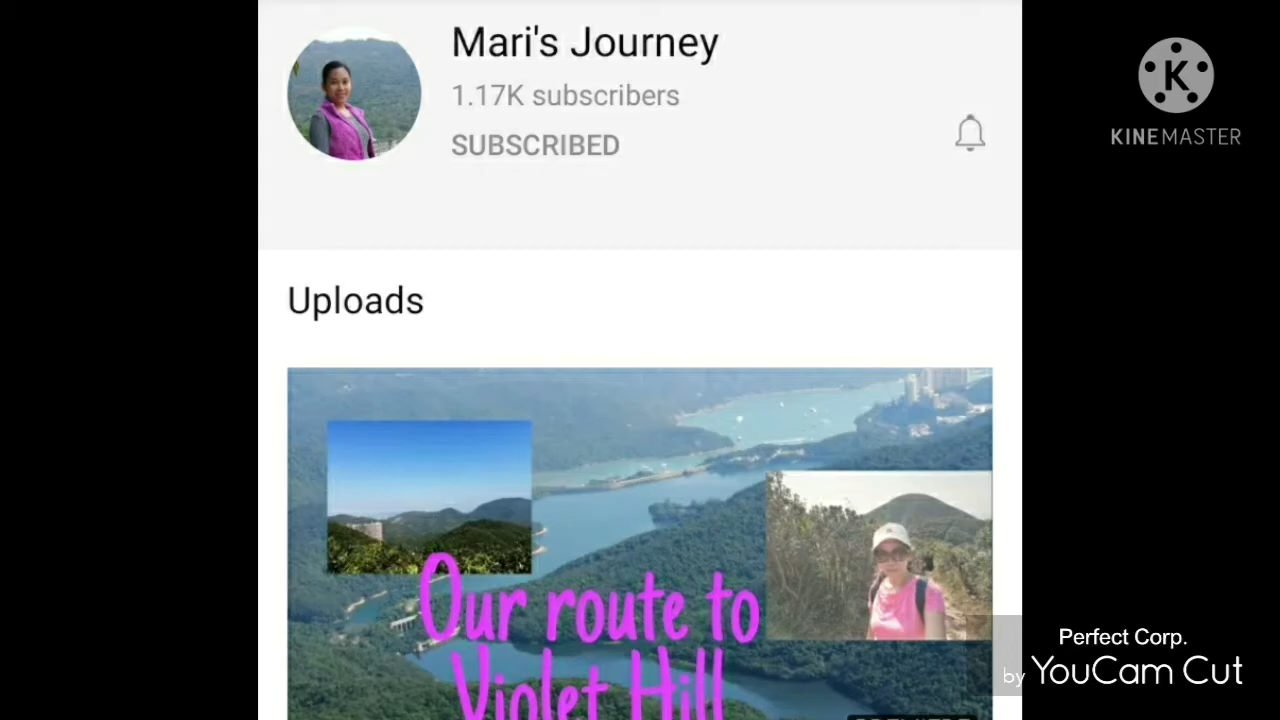 Mari's Journey
1.17K subscribers
SUBSCRIBED
K
KINEMASTER
Uploads
Our route to
Violet Hill
Perfect Corp.
by YouCam Cut